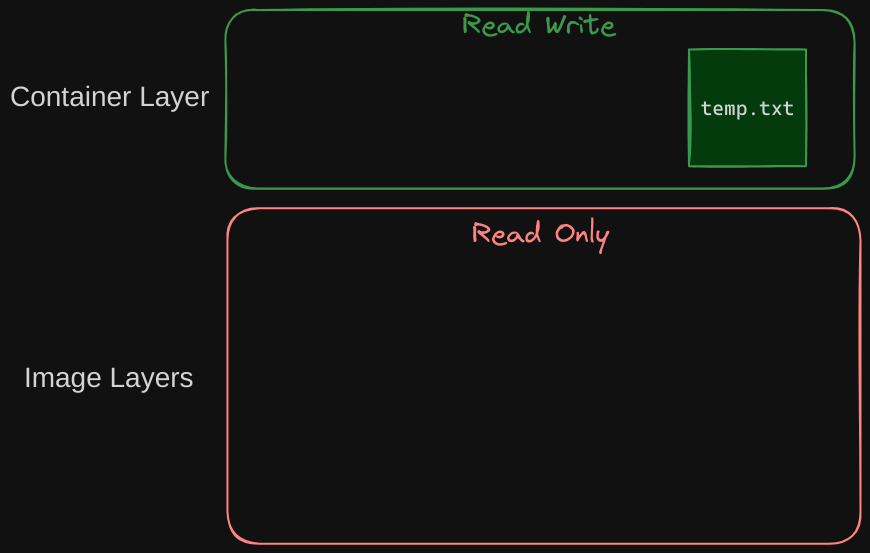 Read Write
Container Layer
temp.txt
Read Only
Image Layers